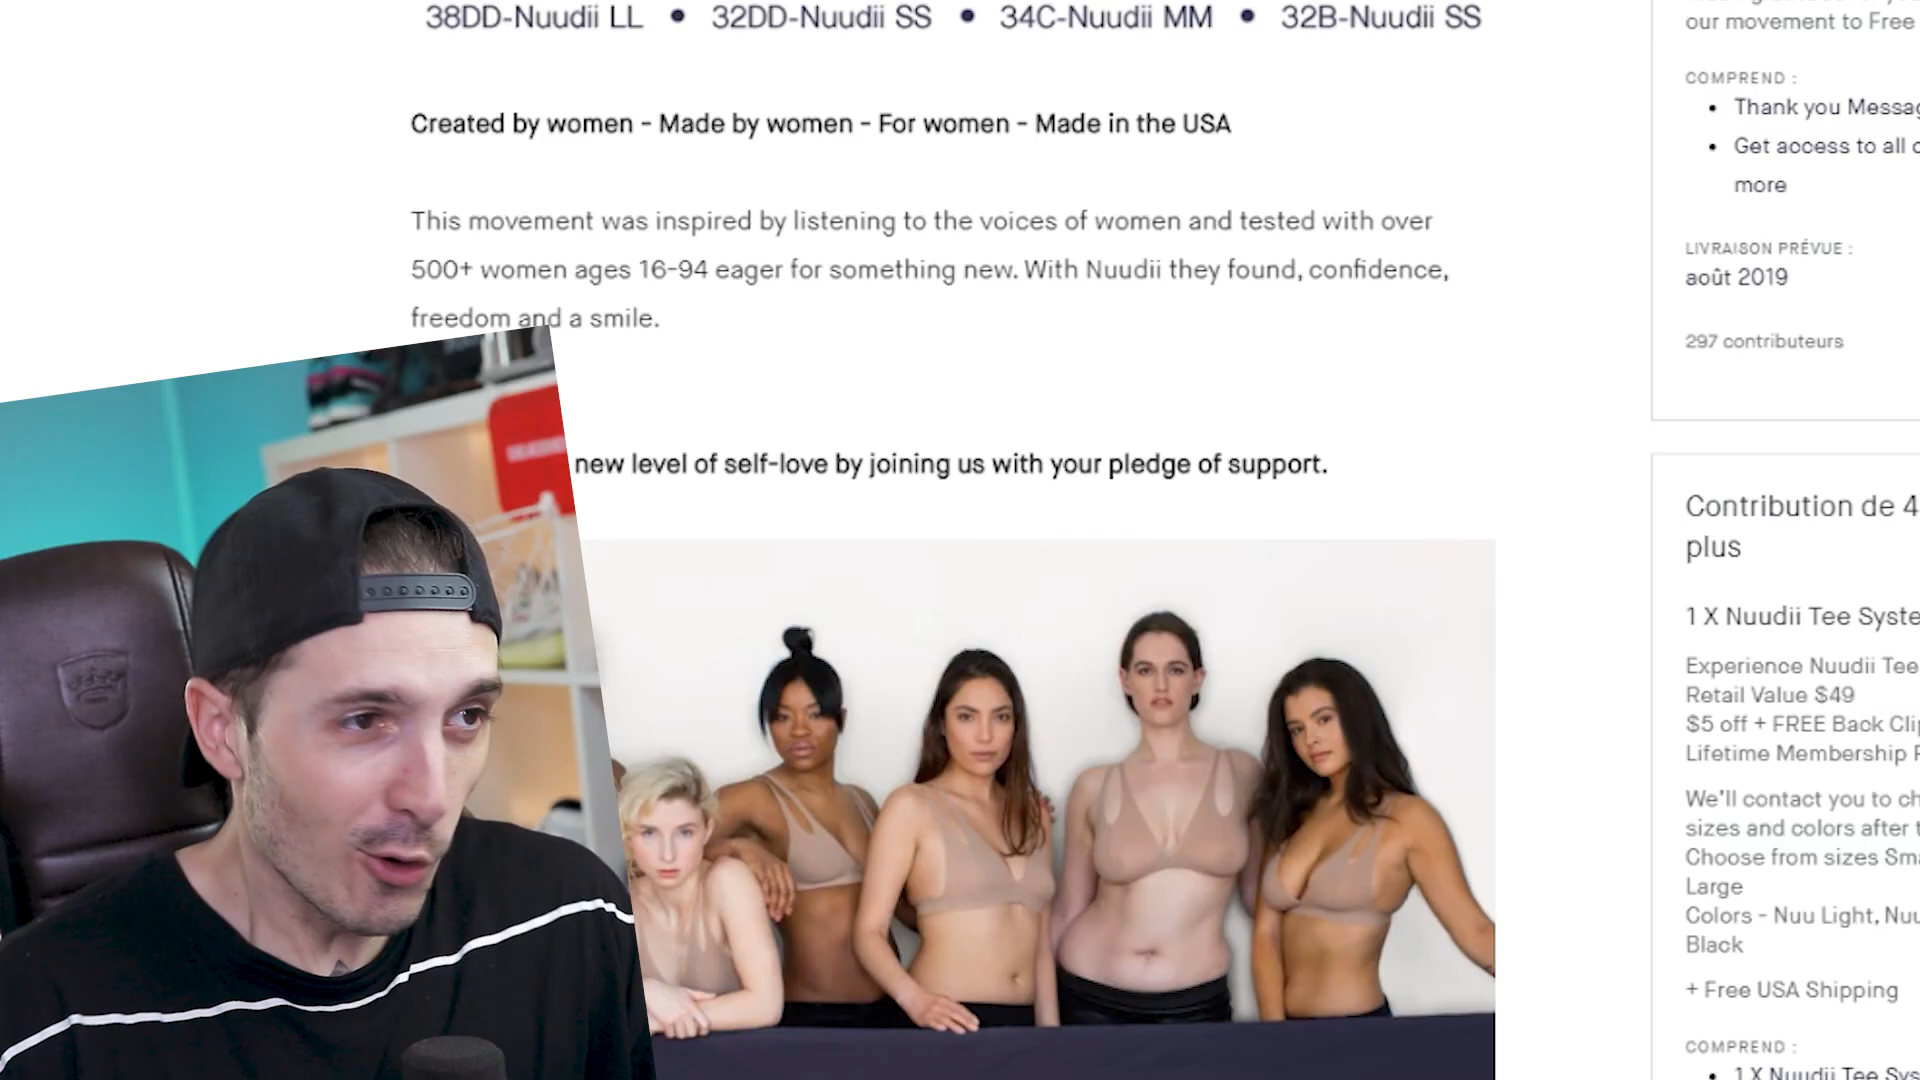 38DD-Nuudii LL • 32DD-Nuudii SS • 34C-Nuudii MM • 32B-Nuudii SS
Created by women - Made by women - For women - Made in the USA
This movement was inspired by listening to the voices of women and tested with over
500+ women ages 16-94 eager for something new. With Nuudii they found, confidence,
freedom and a smile.
new level of self-love by joining us with your pledge of support.
our movement to Free
COMPREND :
• Thank you Messag
• Get access to all
more
LIVRAISON PRÉVUE :
août 2019
297 contributeurs
Contribution de 4
plus
1 X Nuudii Tee Syste
Experience Nuudii Tee
Retail Value $49
$5 off + FREE Back Cli
Lifetime Membership
We'll contact you to ch
sizes and colors after
Choose from sizes Sma
Large
Colors - Nuu Light, Nuu
Black
+ Free USA Shipping
COMPREND :
• 1 X Nuudii Tee Sys